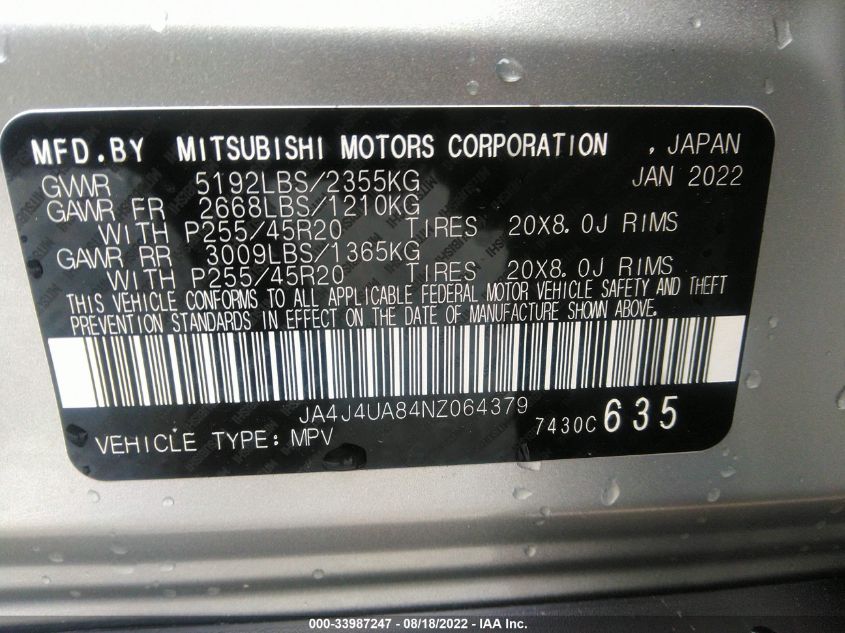 MFD.BY MITSUBISHI MOTORS CORPORATION , JAPAN
GVWR 5192LBS/2355KG JAN 2022
GAWR FR 2668LBS/1210KG
WITH P255/45R20 TIRES 20X8.0J RIMS
GAWR RR 3009LBS/1365KG
WITH P255/45R20 TIRES 20X8.0J RIMS
THIS VEHICLE CONFORMS TO ALL APPLICABLE FEDERAL MOTOR VEHICLE SAFETY AND THEFT
PREVENTION STANDARDS IN EFFECT ON THE DATE OF MANUFACTURE SHOWN ABOVE.
JA4J4UA84NZ064379
VEHICLE TYPE: MPV 7430C 635
000-33987247 - 08/18/2022 - IAA Inc.